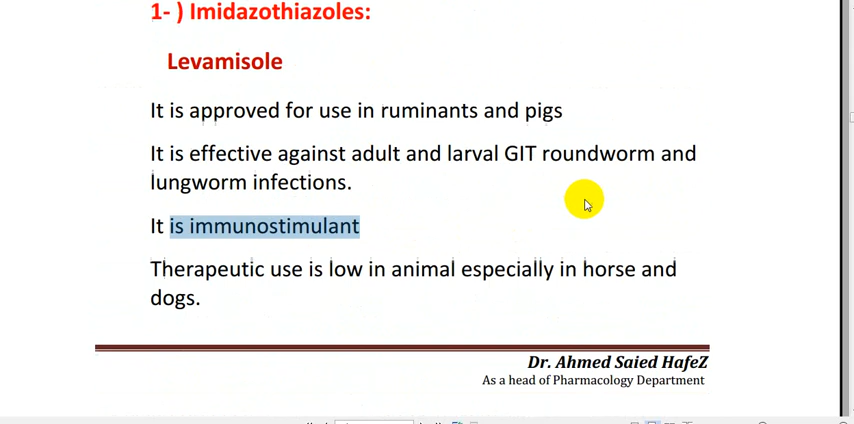 1- ) Imidazothiazoles:
Levamisole
It is approved for use in ruminants and pigs
It is effective against adult and larval GIT roundworm and
lungworm infections.
It is immunostimulant
Therapeutic use is low in animal especially in horse and
dogs.
Dr. Ahmed Saied HafeZ
As a head of Pharmacology Department